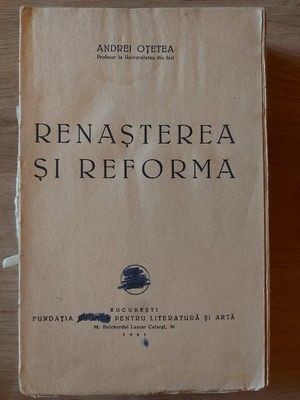 ANDREI OȚETEA
Profesor la Universitatea din Iași
RENAȘTEREA
ȘI REFORMA
BUCUREȘTI
FUNDAȚIA PENTRU LITERATURĂ ȘI ARTĂ
39, Bulevardul Lascar Catargi, 39
1941